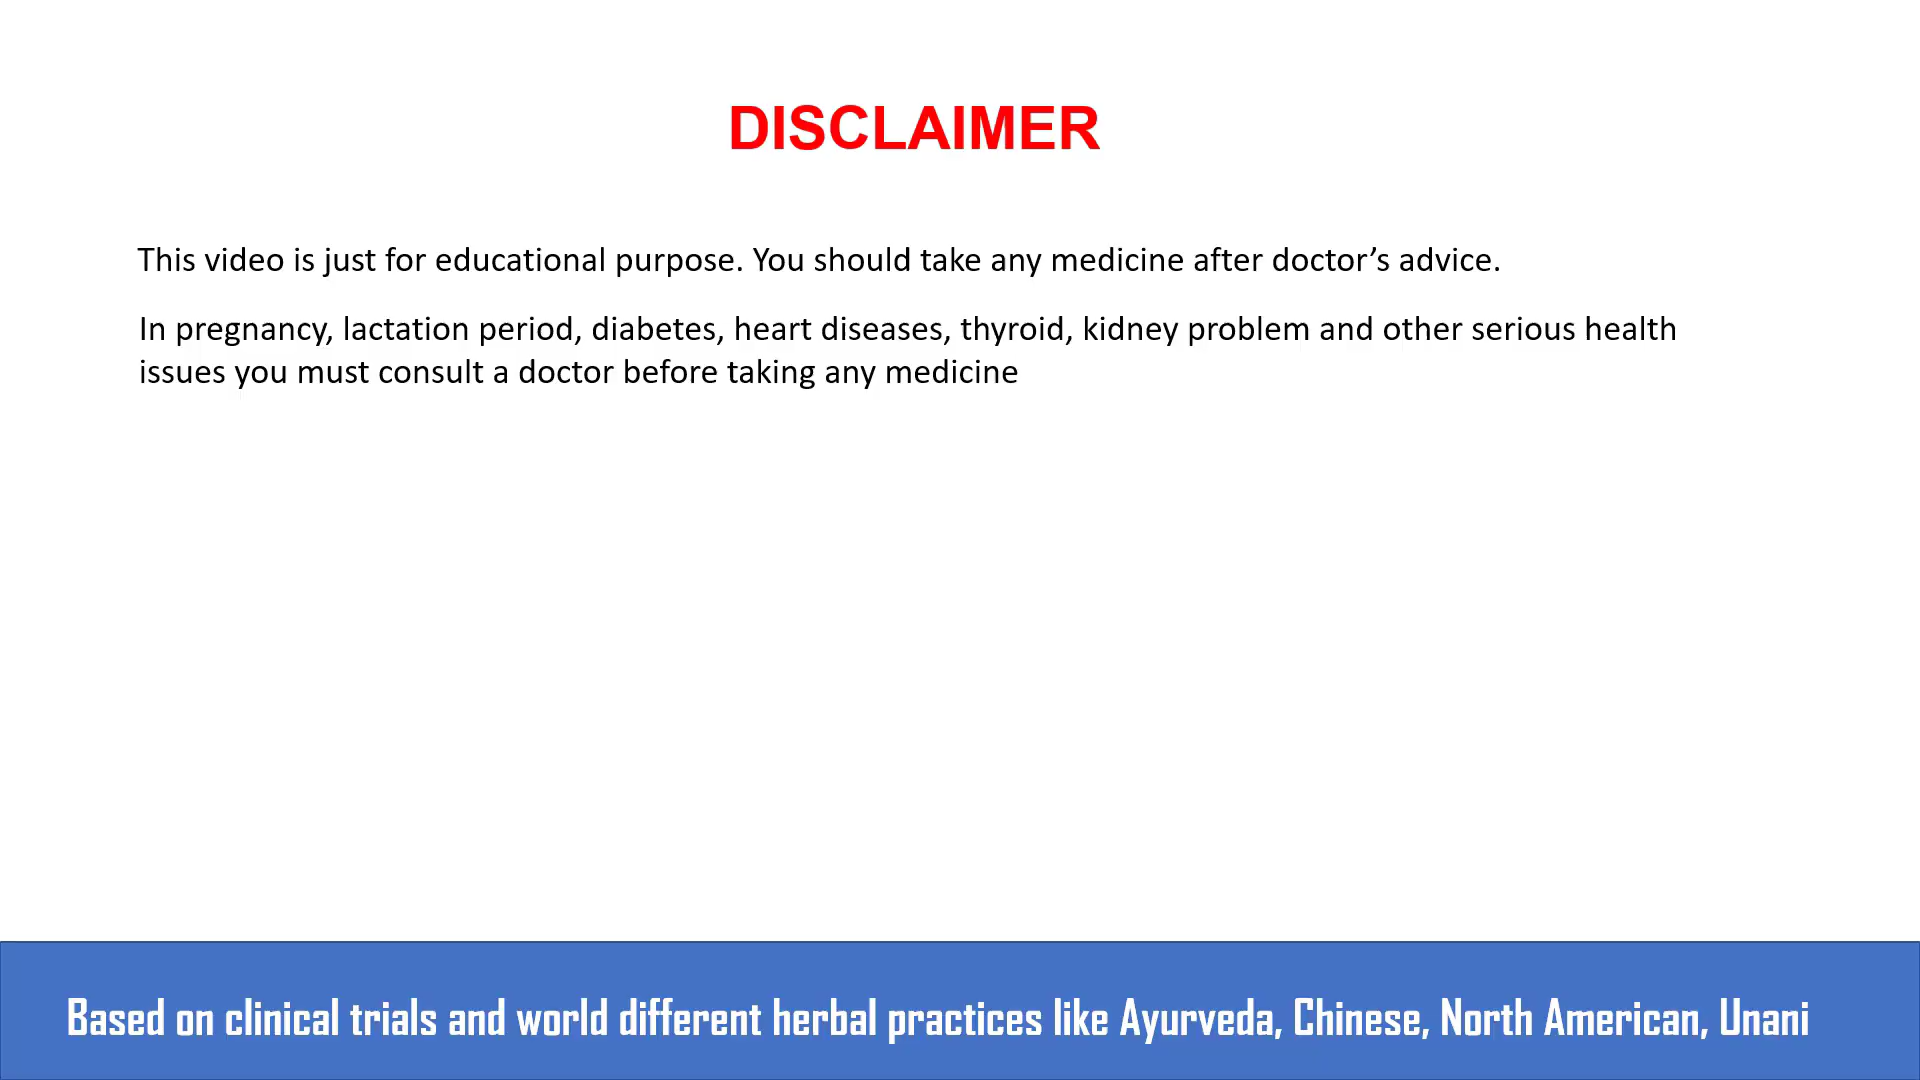 DISCLAIMER
This video is just for educational purpose. You should take any medicine after doctor’s advice.
In pregnancy, lactation period, diabetes, heart diseases, thyroid, kidney problem and other serious health
issues you must consult a doctor before taking any medicine
Based on clinical trials and world different herbal practices like Ayurveda, Chinese, North American, Unani